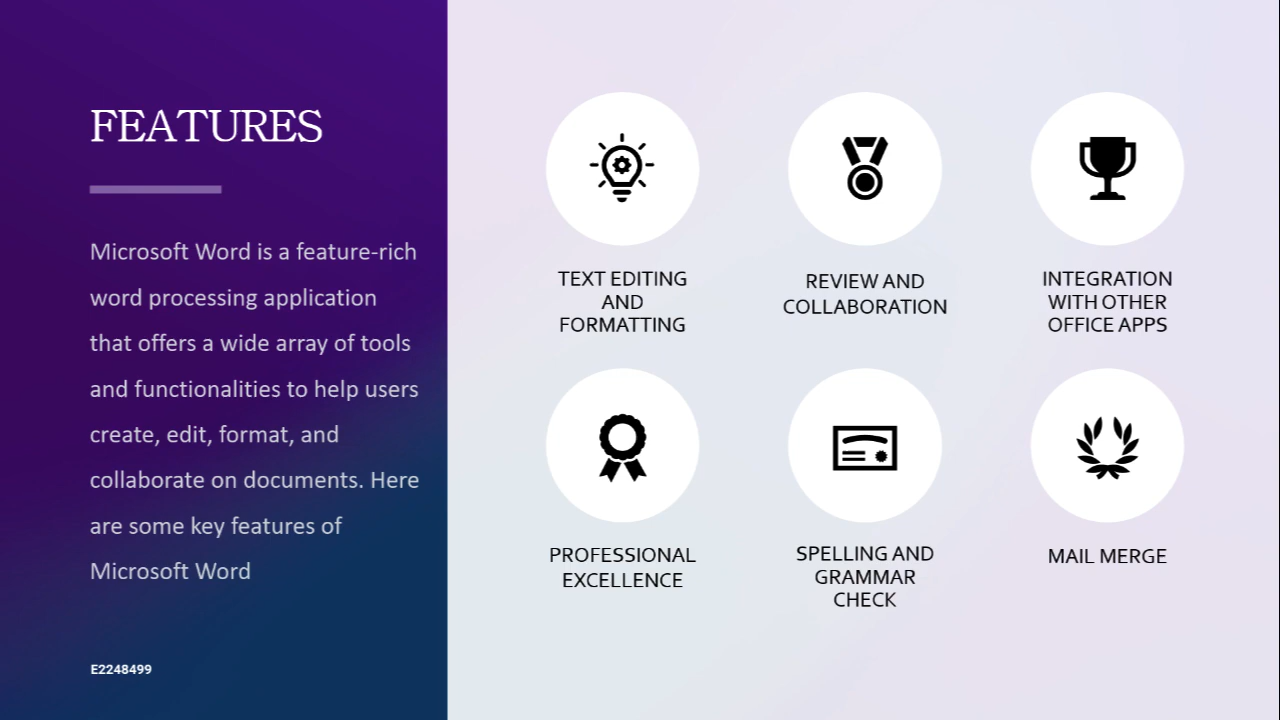 FEATURES
Microsoft Word is a feature-rich
word processing application
that offers a wide array of tools
and functionalities to help users
create, edit, format, and
collaborate on documents. Here
are some key features of
Microsoft Word
E2248499
TEXT EDITING
AND
FORMATTING
REVIEW AND
COLLABORATION
INTEGRATION
WITH OTHER
OFFICE APPS
PROFESSIONAL
EXCELLENCE
SPELLING AND
GRAMMAR
CHECK
MAIL MERGE